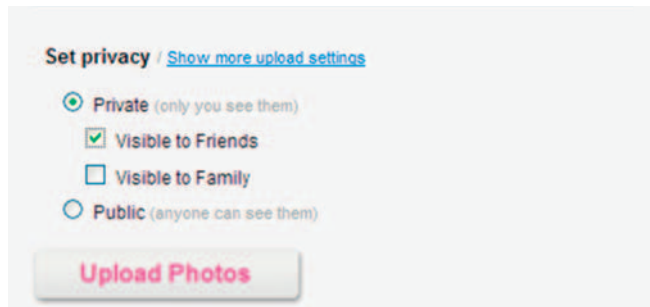 Set privacy / Show more upload settings
Private (only you see them)
Visible to Friends
Visible to Family
Public (anyone can see them)
Upload Photos